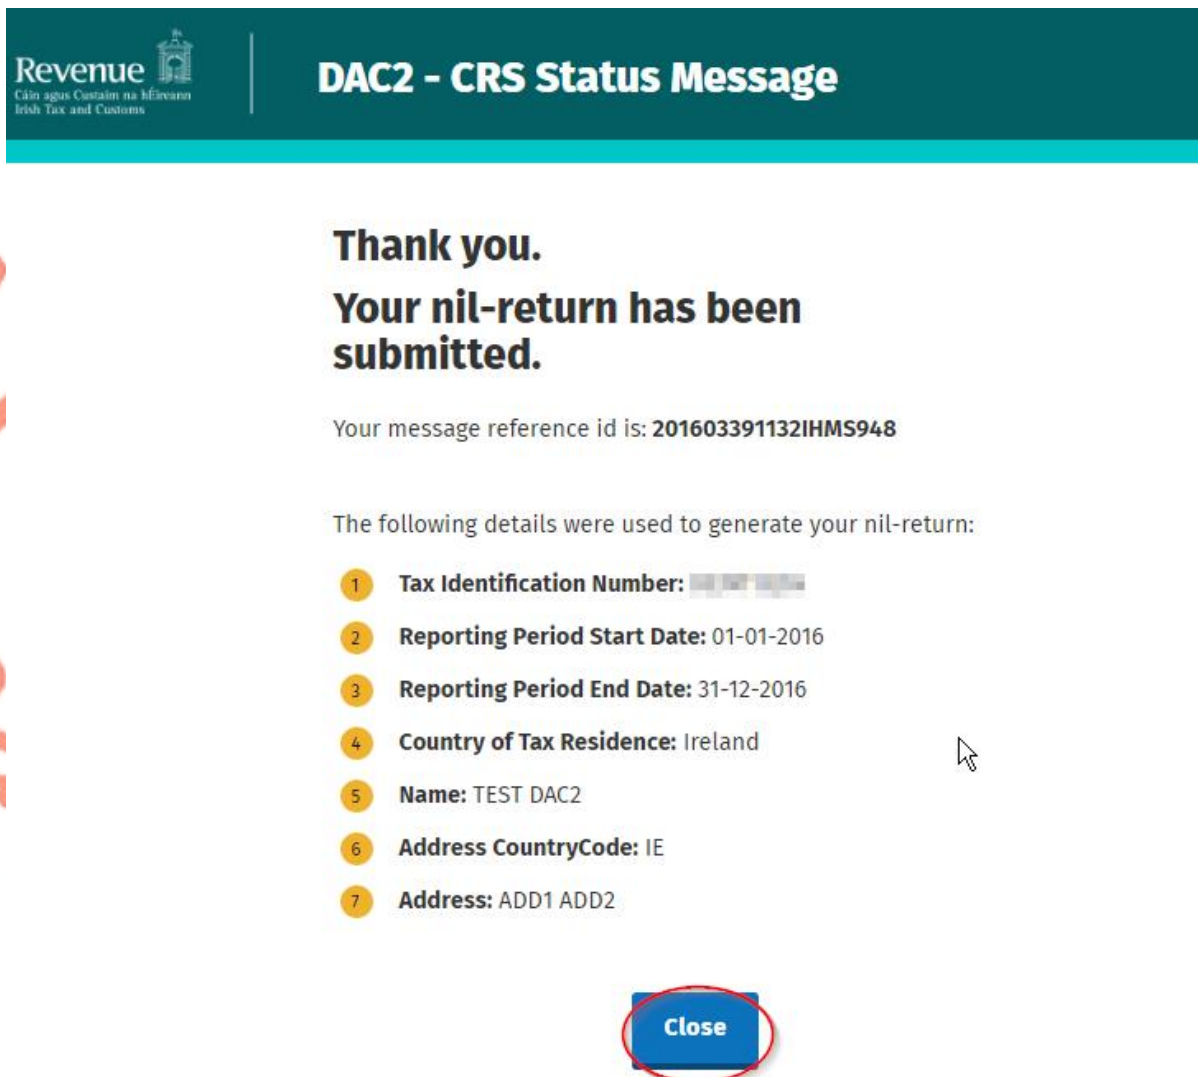 Revenue
Cáin agus Custaim na hÉireann
Irish Tax and Customs
DAC2 - CRS Status Message
Thank you.
Your nil-return has been
submitted.
Your message reference id is: 201603391132IHMS948
The following details were used to generate your nil-return:
1 Tax Identification Number:
2 Reporting Period Start Date: 01-01-2016
3 Reporting Period End Date: 31-12-2016
4 Country of Tax Residence: Ireland
5 Name: TEST DAC2
6 Address CountryCode: IE
7 Address: ADD1 ADD2
Close